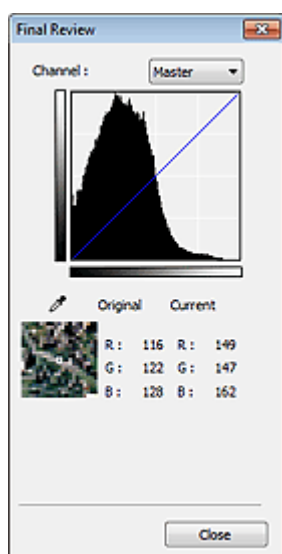 Final Review
Channel : Master
Original Current
R : 116 R : 149
G : 122 G : 147
B : 128 B : 162
Close